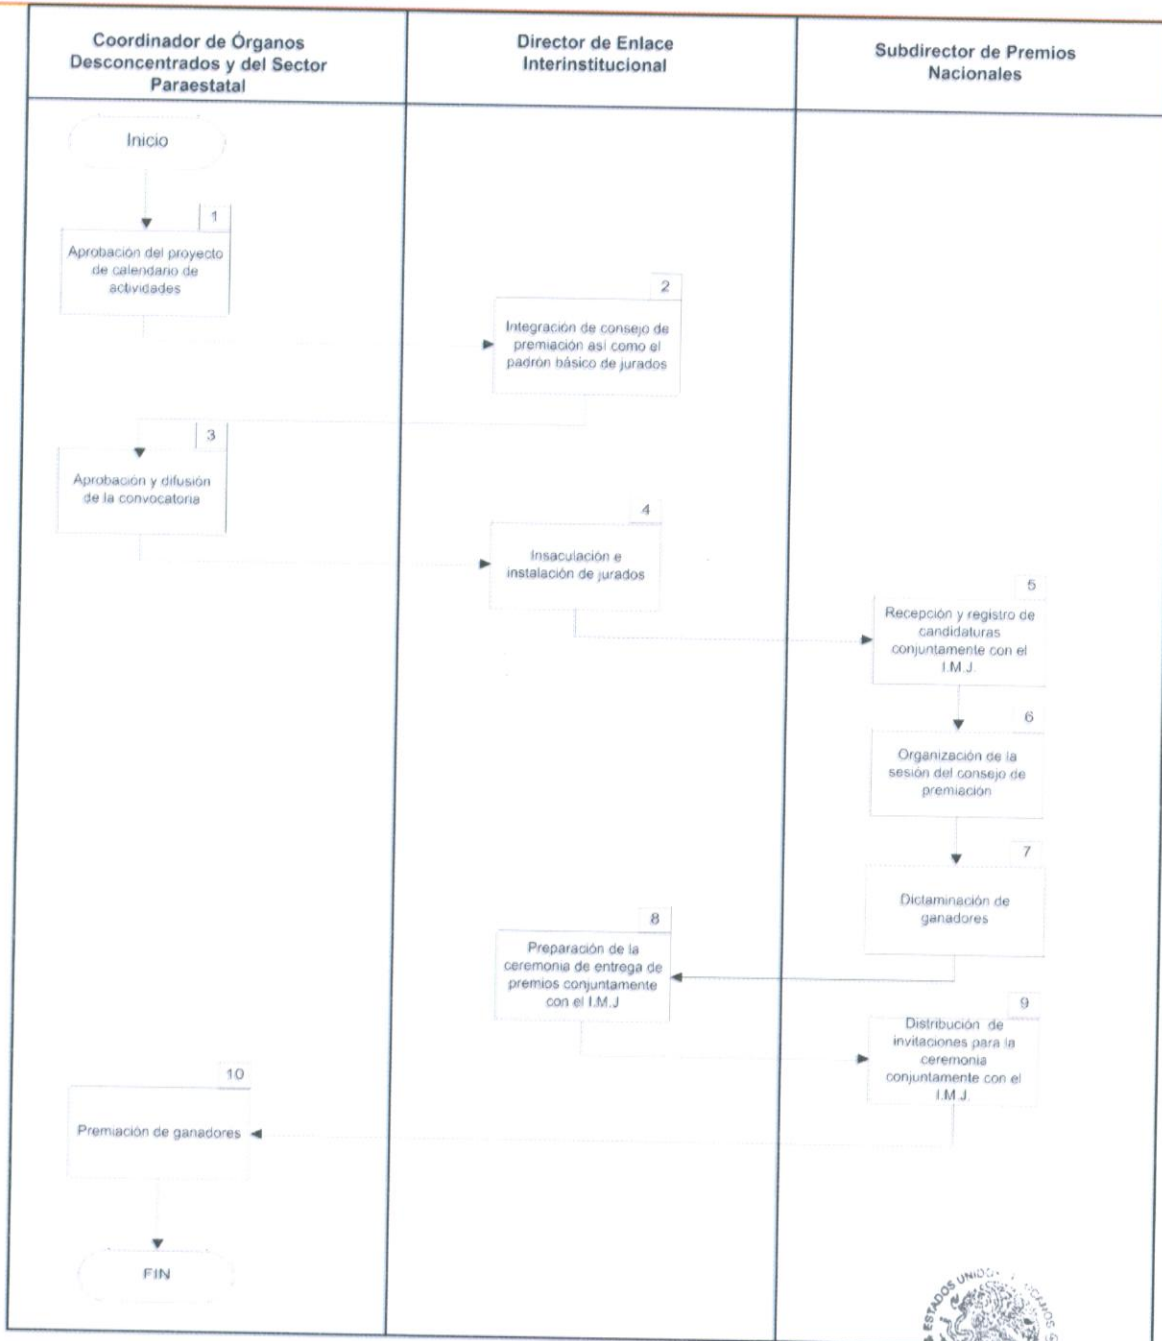 Coordinador de Órganos
Desconcentrados y del Sector
Paraestatal
Director de Enlace
Interinstitucional
Subdirector de Premios
Nacionales
Inicio
1
Aprobación del proyecto
de calendario de
actividades
2
Integración de consejo de
premiación así como el
padrón básico de jurados
3
Aprobación y difusión
de la convocatoria
4
Insaculación e
instalación de jurados
5
Recepción y registro de
candidaturas
conjuntamente con el
I.M.J.
6
Organización de la
sesión del consejo de
premiación
7
Dictaminación de
ganadores
8
Preparación de la
ceremonia de entrega de
premios conjuntamente
con el I.M.J
9
Distribución de
invitaciones para la
ceremonia
conjuntamente con el
I.M.J.
10
Premiación de ganadores
FIN
ESTADOS